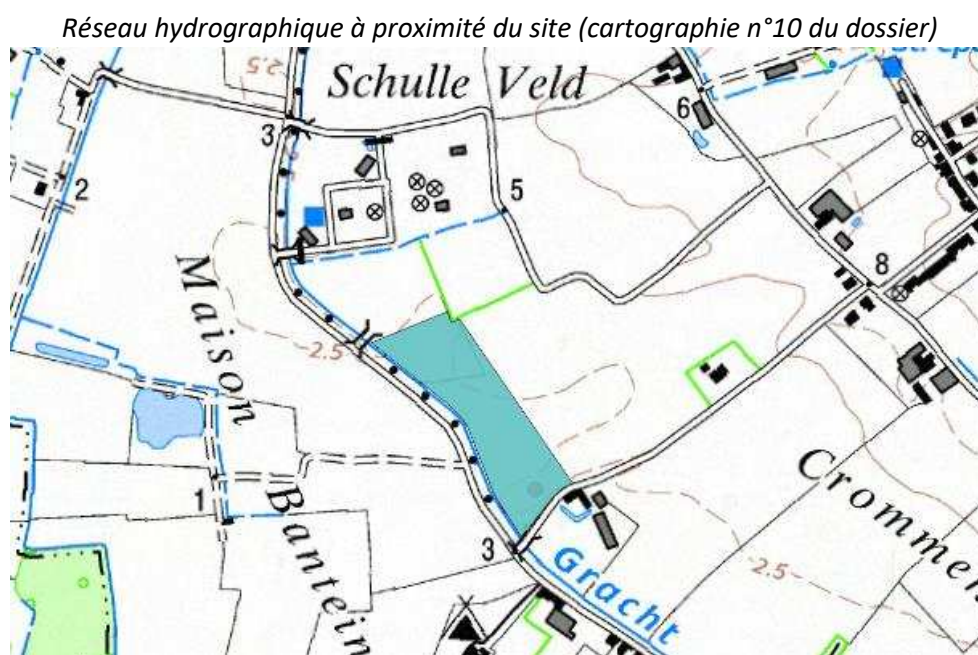 Réseau hydrographique à proximité du site (cartographie n°10 du dossier)
2.5
Schulle Veld
6
3
2
5
8
Maison
2.5
1
Bantein
Crommen
3
Gracht
2.5